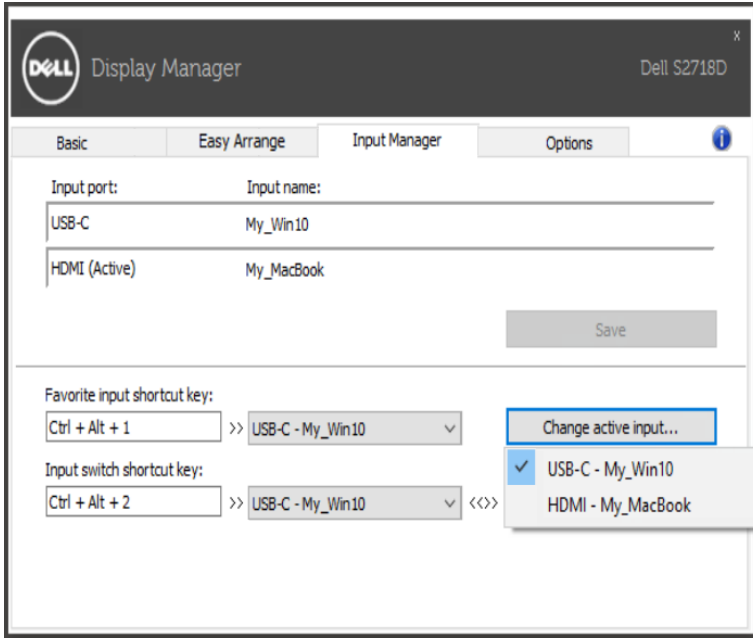 x
DELL Display Manager Dell S2718D
Basic Easy Arrange Input Manager Options i
Input port: Input name:
USB-C My_Win10
HDMI (Active) My_MacBook
Save
Favorite input shortcut key:
Ctrl + Alt + 1 >> USB-C - My_Win10 Change active input...
USB-C - My_Win10
Input switch shortcut key:
Ctrl + Alt + 2 >> USB-C - My_Win10 <<>> HDMI - My_MacBook